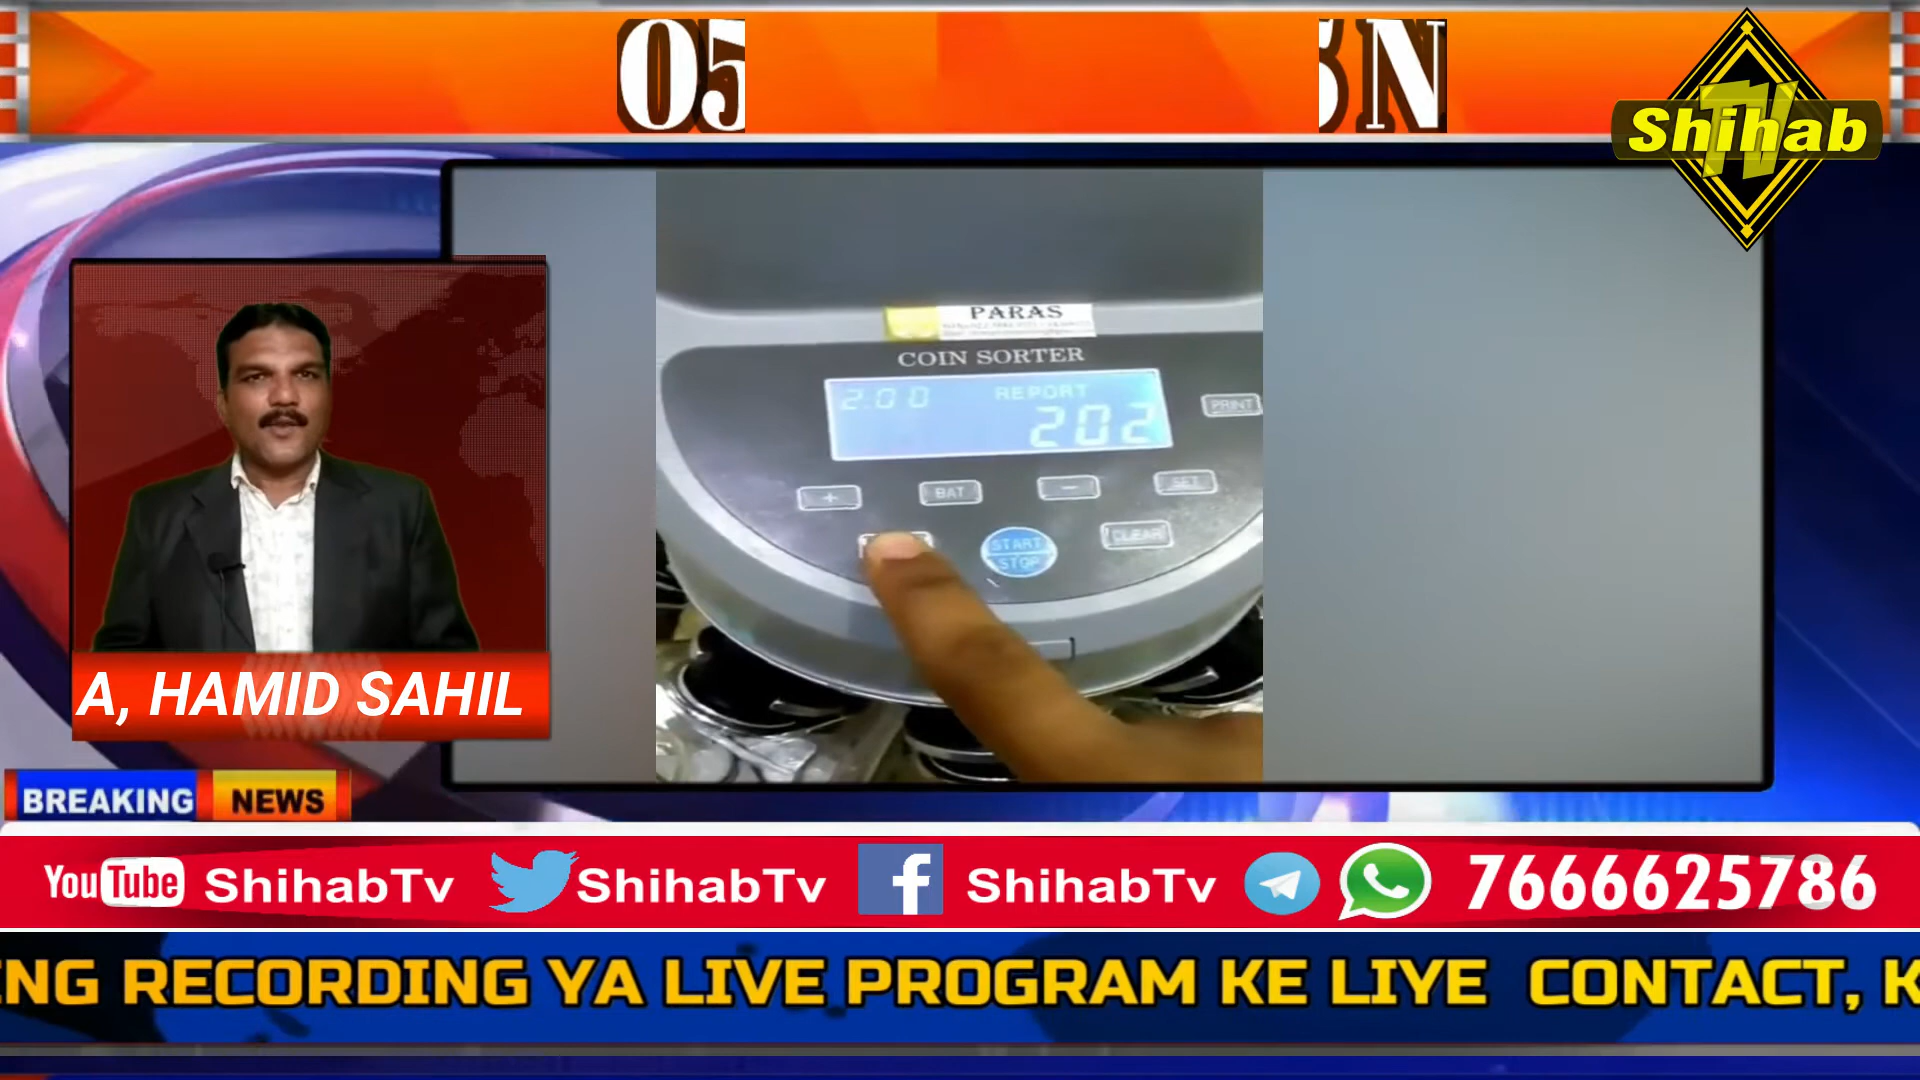 05
N
TV
Shihab
PARAS
COIN SORTER
2.00 REPORT
202
PRINT
+ BAT - SET
START
STOP
CLEAR
A, HAMID SAHIL
BREAKING NEWS
YouTube ShihabTv ShihabTv f ShihabTv 7666625786
NG RECORDING YA LIVE PROGRAM KE LIYE CONTACT, K